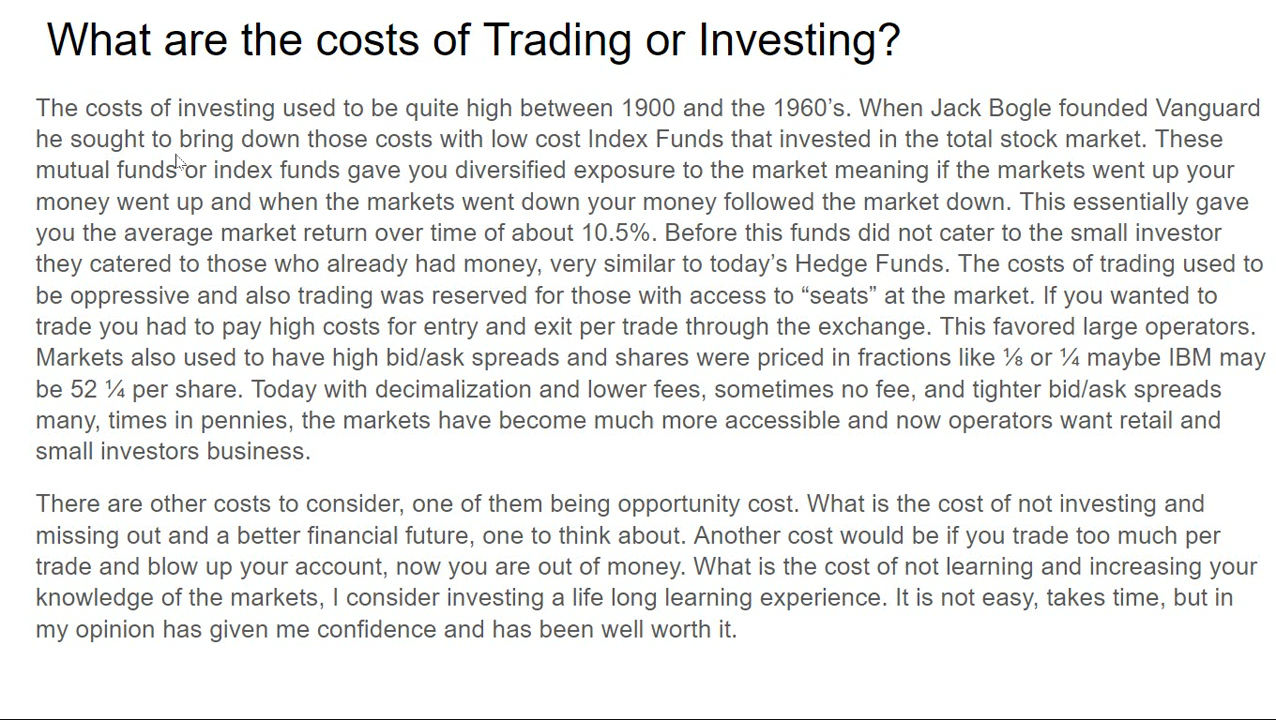 What are the costs of Trading or Investing?
The costs of investing used to be quite high between 1900 and the 1960’s. When Jack Bogle founded Vanguard
he sought to bring down those costs with low cost Index Funds that invested in the total stock market. These
mutual funds or index funds gave you diversified exposure to the market meaning if the markets went up your
money went up and when the markets went down your money followed the market down. This essentially gave
you the average market return over time of about 10.5%. Before this funds did not cater to the small investor
they catered to those who already had money, very similar to today’s Hedge Funds. The costs of trading used to
be oppressive and also trading was reserved for those with access to “seats” at the market. If you wanted to
trade you had to pay high costs for entry and exit per trade through the exchange. This favored large operators.
Markets also used to have high bid/ask spreads and shares were priced in fractions like ⅛ or ¼ maybe IBM may
be 52 ¼ per share. Today with decimalization and lower fees, sometimes no fee, and tighter bid/ask spreads
many, times in pennies, the markets have become much more accessible and now operators want retail and
small investors business.
There are other costs to consider, one of them being opportunity cost. What is the cost of not investing and
missing out and a better financial future, one to think about. Another cost would be if you trade too much per
trade and blow up your account, now you are out of money. What is the cost of not learning and increasing your
knowledge of the markets, I consider investing a life long learning experience. It is not easy, takes time, but in
my opinion has given me confidence and has been well worth it.